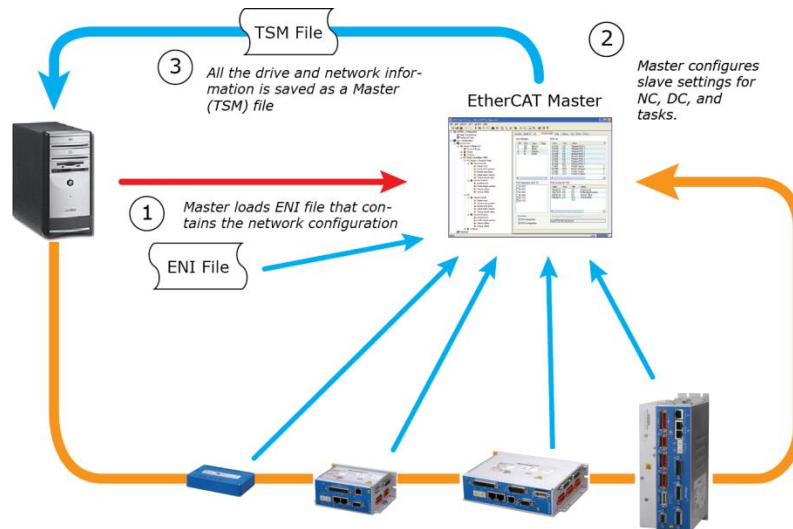 TSM File
3
All the drive and network infor-
mation is saved as a Master
(TSM) file
2
Master configures
slave settings for
NC, DC, and
tasks.
EtherCAT Master
1
Master loads ENI file that con-
tains the network configuration
ENI File